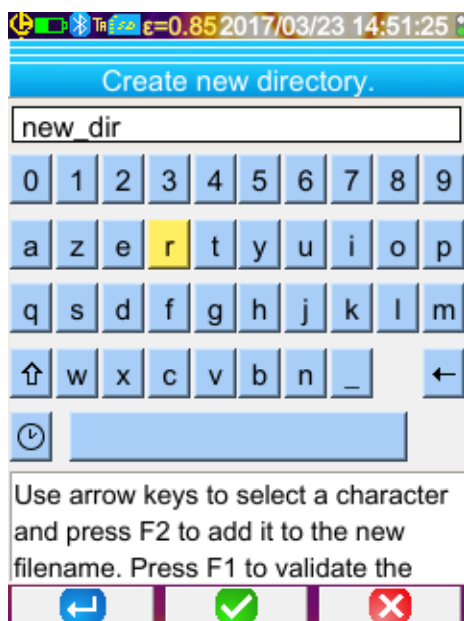 ε=0.85 2017/03/23 14:51:25
Create new directory.
new_dir
0 1 2 3 4 5 6 7 8 9
a z e r t y u i o p
q s d f g h j k l m
w x c v b n _
Use arrow keys to select a character
and press F2 to add it to the new
filename. Press F1 to validate the